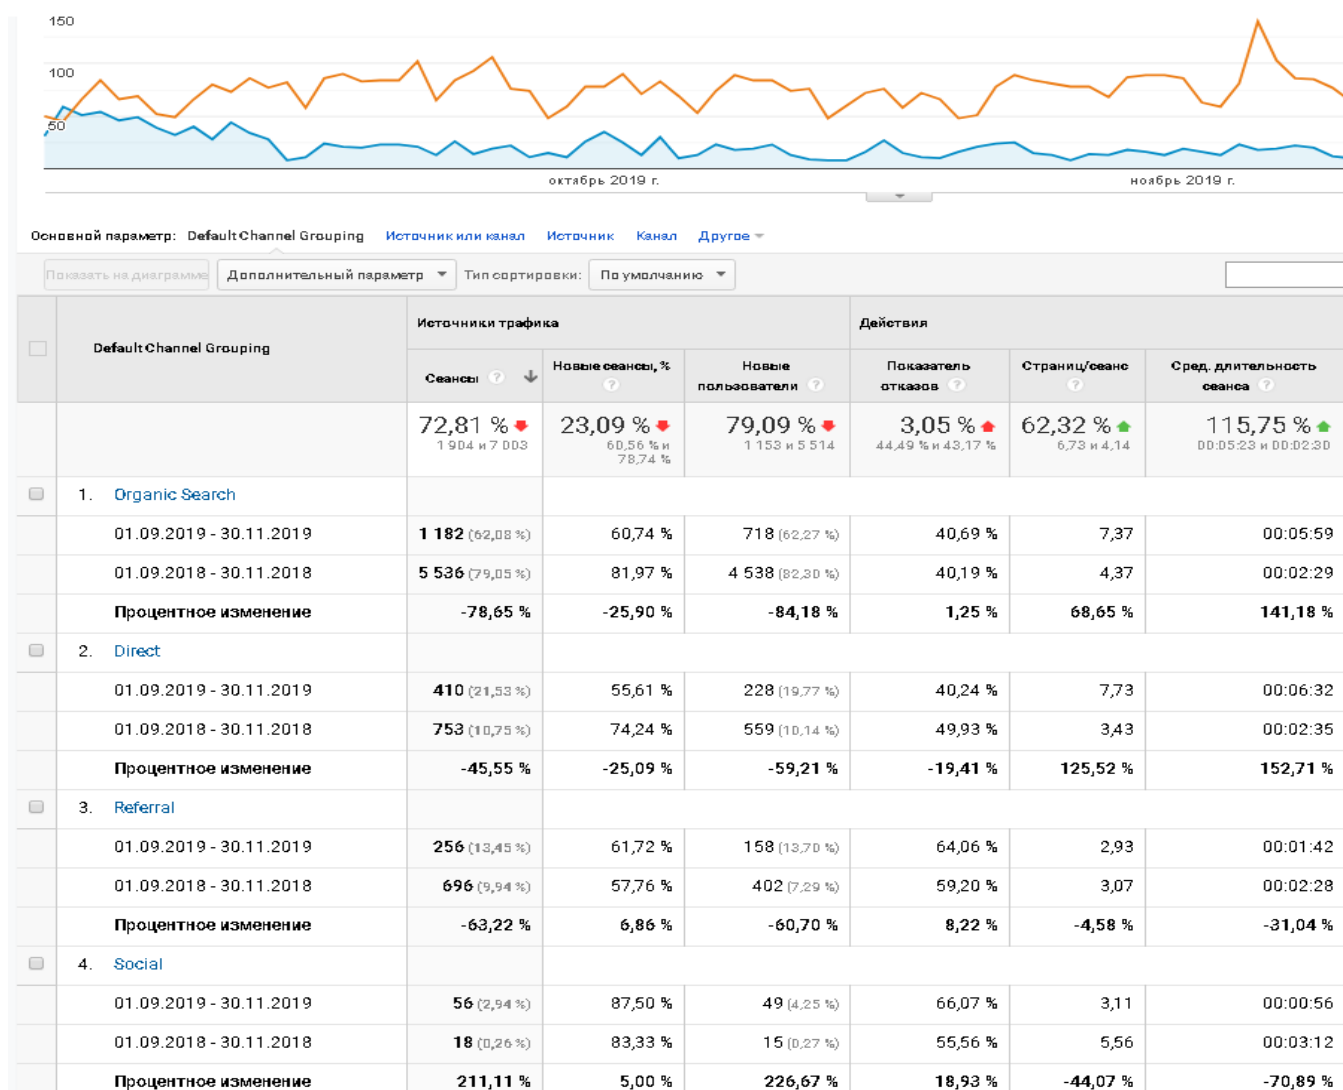 150
100
50
октябрь 2019 г.
ноябрь 2019 г.
Основной параметр: Default Channel Grouping Источник или канал Источник Канал Другое
Показать на диаграмме Дополнительный параметр Тип сортировки: По умолчанию
Default Channel Grouping
Источники трафика
Действия
Сеансы ?
Новые сеансы, % ?
Новые пользователи ?
Показатель отказов ?
Страниц/сеанс ?
Сред. длительность сеанса ?
72,81 % 23,09 % 79,09 % 3,05 % 62,32 % 115,75 %
1 904 и 7 003 60,56 % и 78,74 % 1 153 и 5 514 44,49 % и 43,17 % 6,73 и 4,14 00:05:23 и 00:02:30
1. Organic Search
01.09.2019 - 30.11.2019 1 182 (62,08 %) 60,74 % 718 (62,27 %) 40,69 % 7,37 00:05:59
01.09.2018 - 30.11.2018 5 536 (79,05 %) 81,97 % 4 538 (82,30 %) 40,19 % 4,37 00:02:29
Процентное изменение -78,65 % -25,90 % -84,18 % 1,25 % 68,65 % 141,18 %
2. Direct
01.09.2019 - 30.11.2019 410 (21,53 %) 55,61 % 228 (19,77 %) 40,24 % 7,73 00:06:32
01.09.2018 - 30.11.2018 753 (10,75 %) 74,24 % 559 (10,14 %) 49,93 % 3,43 00:02:35
Процентное изменение -45,55 % -25,09 % -59,21 % -19,41 % 125,52 % 152,71 %
3. Referral
01.09.2019 - 30.11.2019 256 (13,45 %) 61,72 % 158 (13,70 %) 64,06 % 2,93 00:01:42
01.09.2018 - 30.11.2018 696 (9,94 %) 57,76 % 402 (7,29 %) 59,20 % 3,07 00:02:28
Процентное изменение -63,22 % 6,86 % -60,70 % 8,22 % -4,58 % -31,04 %
4. Social
01.09.2019 - 30.11.2019 56 (2,94 %) 87,50 % 49 (4,25 %) 66,07 % 3,11 00:00:56
01.09.2018 - 30.11.2018 18 (0,26 %) 83,33 % 15 (0,27 %) 55,56 % 5,56 00:03:12
Процентное изменение 211,11 % 5,00 % 226,67 % 18,93 % -44,07 % -70,89 %